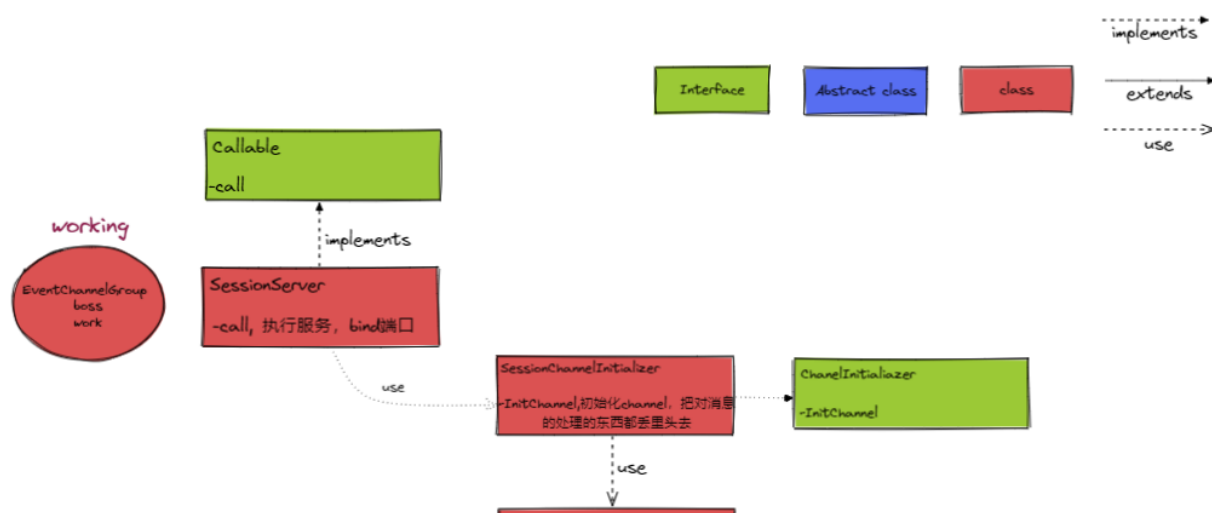 implements
Interface
Abstract class
class
extends
use
Callable
-call
working
implements
EventChannelGroup
boss
work
SessionServer
-call, 执行服务，bind端口
use
SessionChannelInitializer
-InitChannel,初始化channel，把对消息
的处理的东西都丢里头去
ChanelInitialiazer
-InitChannel
use